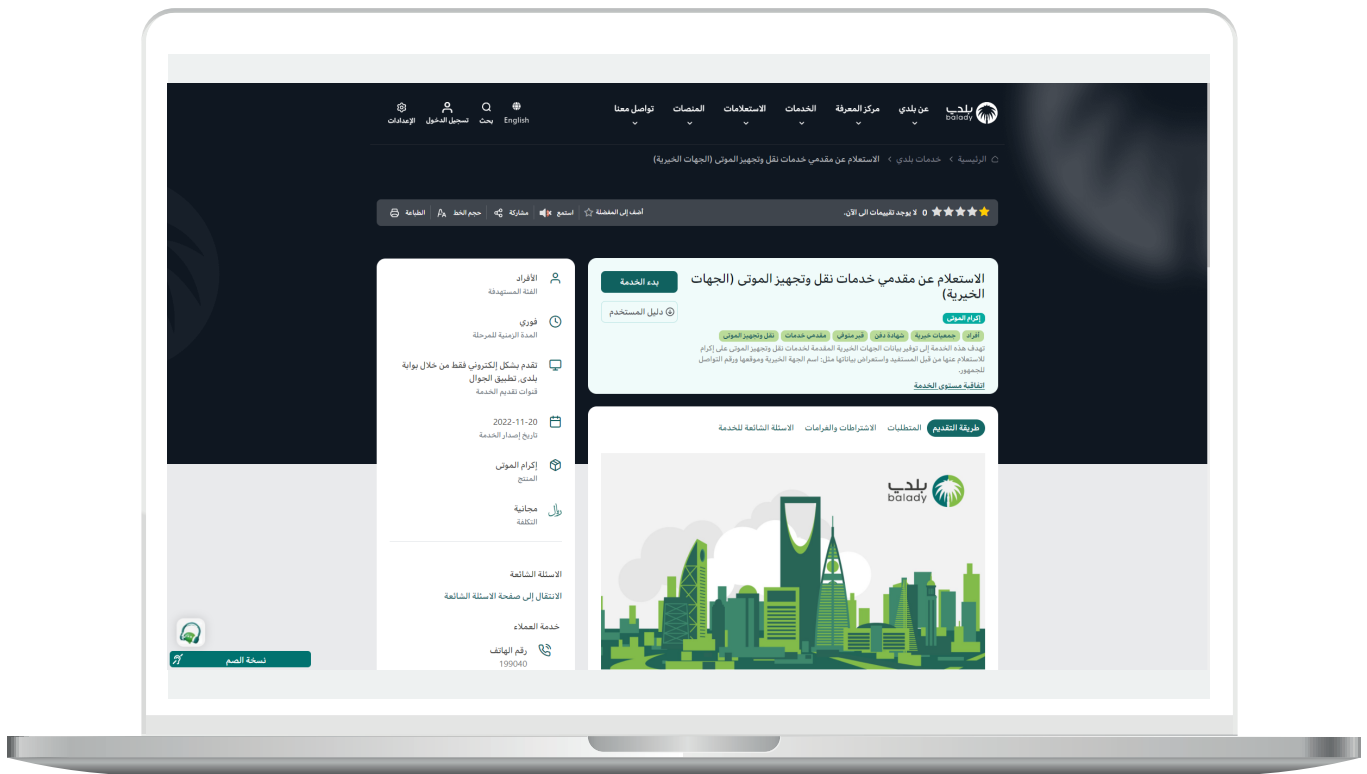 بلدي
balady
عن بلدي
مركز المعرفة
الخدمات
الاستعلامات
المنصات
تواصل معنا
English
بحث
تسجيل الدخول
الإعدادات
الرئيسية › خدمات بلدي › الاستعلام عن مقدمي خدمات نقل وتجهيز الموتى (الجهات الخيرية)
0 لا يوجد تقييمات الى الآن.
أضف إلى المفضلة
استمع
مشاركة
حجم الخط
الطباعة
الاستعلام عن مقدمي خدمات نقل وتجهيز الموتى (الجهات
الخيرية)
بدء الخدمة
دليل المستخدم
إكرام الموتى
أفراد جمعيات خيرية شهادة دفن قبر متوفي مقدمي خدمات نقل وتجهيز الموتى
تهدف هذه الخدمة إلى توفير بيانات الجهات الخيرية المقدمة لخدمات نقل وتجهيز الموتى على إكرام
للاستعلام عنها من قبل المستفيد واستعراض بياناتها مثل: اسم الجهة الخيرية وموقعها ورقم التواصل
للجمهور.
اتفاقية مستوى الخدمة
طريقة التقديم
المتطلبات
الاشتراطات والغرامات
الاسئلة الشائعة للخدمة
بلدي
balady
الأفراد
الفئة المستهدفة
فوري
المدة الزمنية للمرحلة
تقدم بشكل إلكتروني فقط من خلال بوابة
بلدي, تطبيق الجوال
قنوات تقديم الخدمة
2022-11-20
تاريخ إصدار الخدمة
إكرام الموتى
المنتج
ريال
مجانية
التكلفة
الاسئلة الشائعة
الانتقال إلى صفحة الاسئلة الشائعة
خدمة العملاء
رقم الهاتف
199040
نسخة الصم